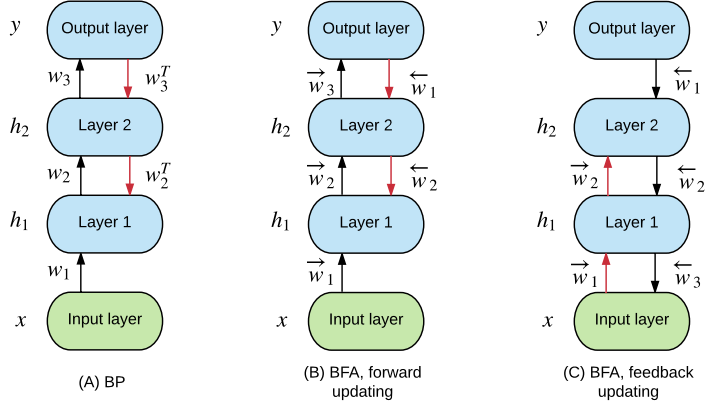 y Output layer
w₃ w₃ᵀ
h₂ Layer 2
w₂ w₂ᵀ
h₁ Layer 1
w₁
x Input layer
(A) BP
y Output layer
→w₃ ←w₁
h₂ Layer 2
→w₂ ←w₂
h₁ Layer 1
→w₁
x Input layer
(B) BFA, forward
updating
y Output layer
←w₁
h₂ Layer 2
→w₂ ←w₂
h₁ Layer 1
→w₁ ←w₃
x Input layer
(C) BFA, feedback
updating